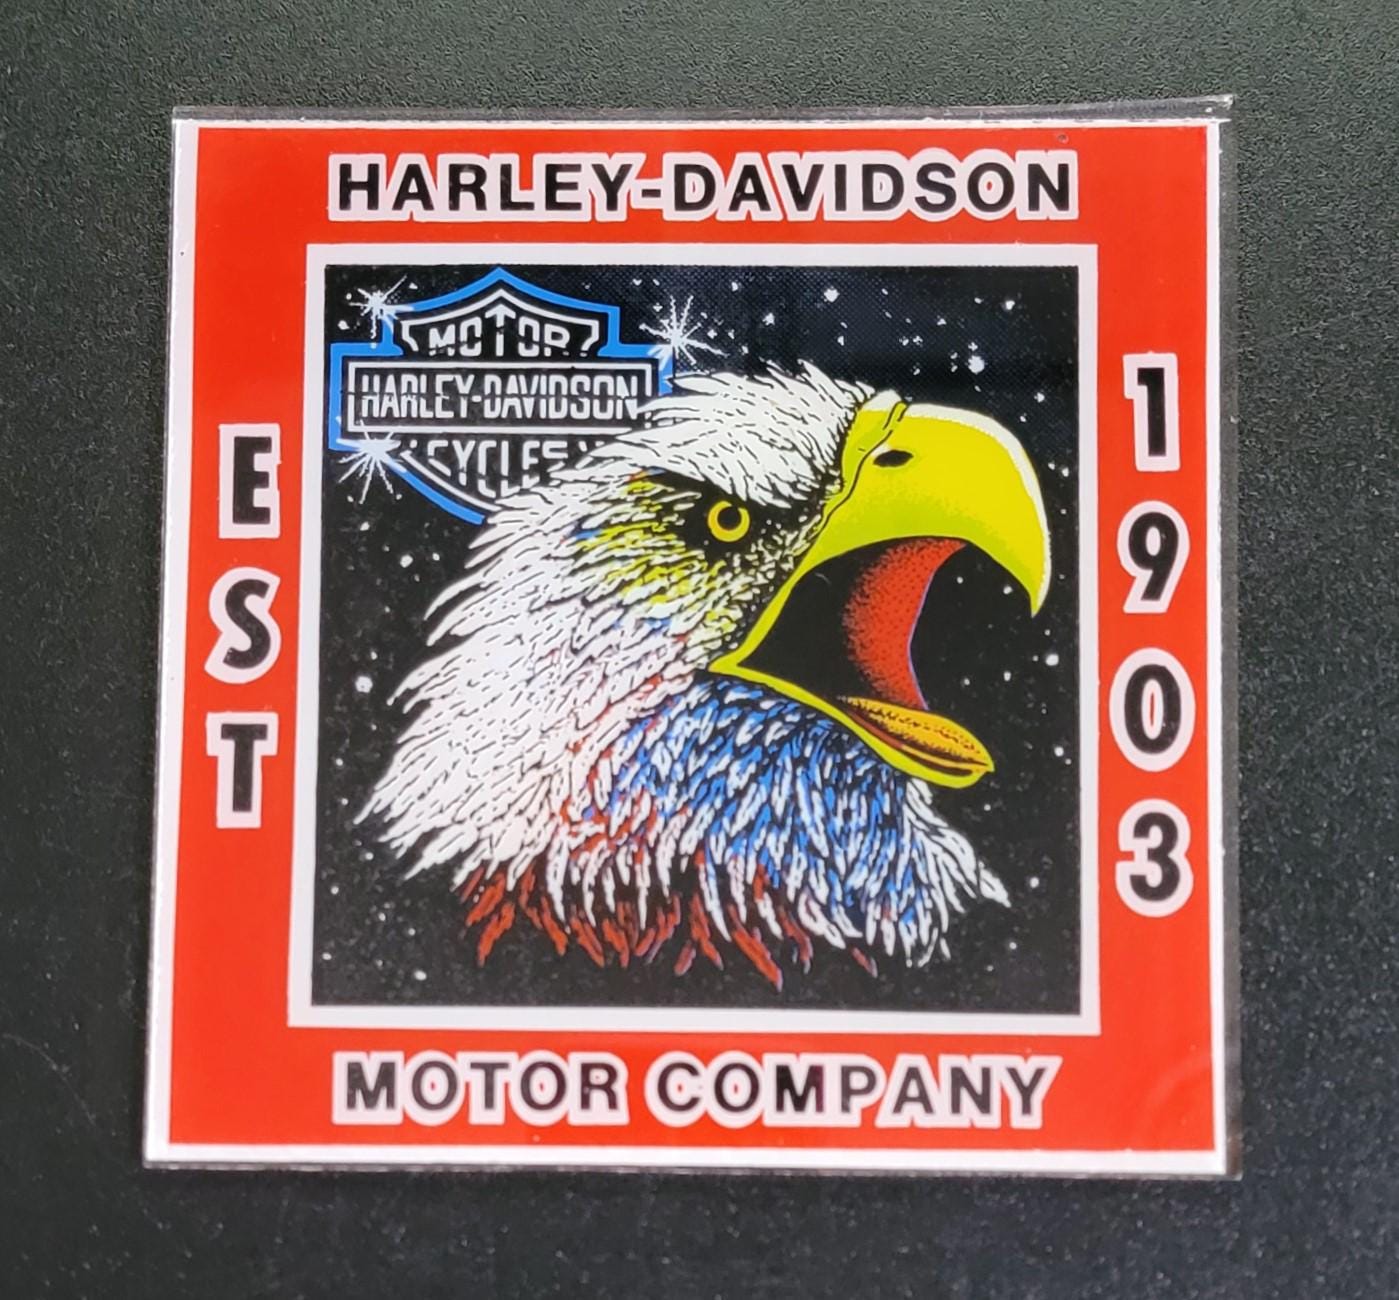 HARLEY-DAVIDSON
MOTOR
HARLEY-DAVIDSON
CYCLES
EST
1903
MOTOR COMPANY